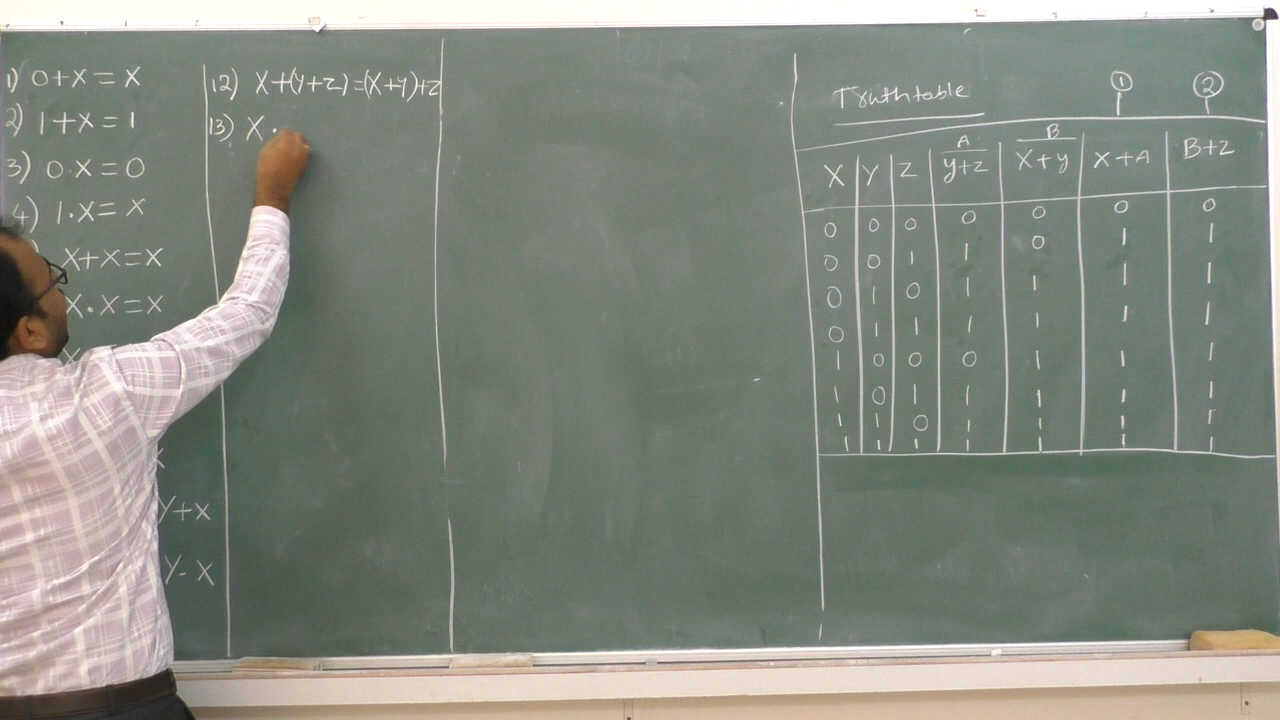 1) 0+X=X
2) 1+X=1
3) 0·X=0
4) 1·X=X
X+X=X
X·X=X
X
X
Y+X
Y·X
12) X+(Y+Z)=(X+Y)+Z
13) X·
Truthtable ① ②
A B
X Y Z Y+Z X+Y X+A B+Z
0 0 0 0 0 0 0
0 0 1 1 0 1 1
0 1 0 1 1 1 1
0 1 1 1 1 1 1
1 0 0 0 1 1 1
1 0 1 1 1 1 1
1 1 0 1 1 1 1
1 1 1 1 1 1 1